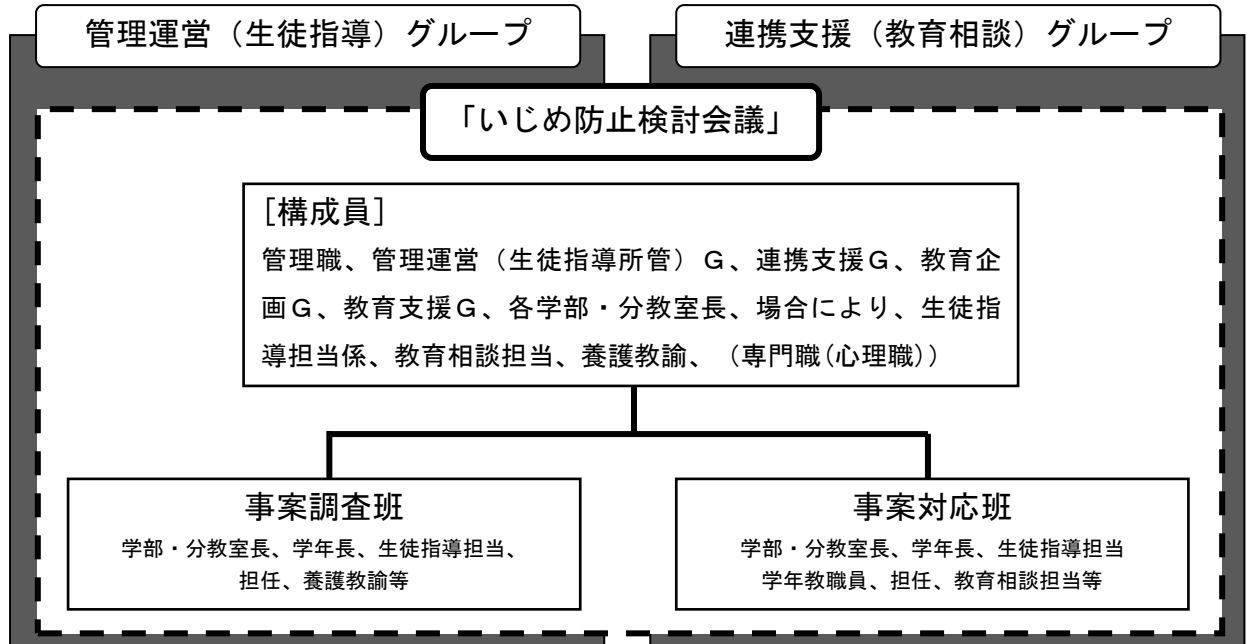 管理運営（生徒指導）グループ
連携支援（教育相談）グループ
「いじめ防止検討会議」
［構成員］
管理職、管理運営（生徒指導所管）Ｇ、連携支援Ｇ、教育企
画Ｇ、教育支援Ｇ、各学部・分教室長、場合により、生徒指
導担当係、教育相談担当、養護教諭、（専門職(心理職)）
事案調査班
学部・分教室長、学年長、生徒指導担当、
担任、養護教諭等
事案対応班
学部・分教室長、学年長、生徒指導担当
学年教職員、担任、教育相談担当等